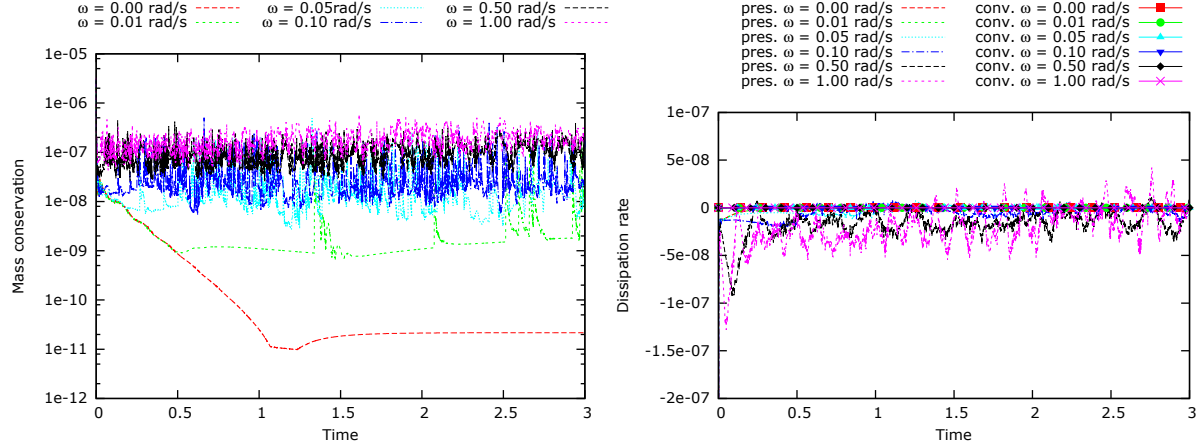 ω = 0.00 rad/s ω = 0.05rad/s ω = 0.50 rad/s
ω = 0.01 rad/s ω = 0.10 rad/s ω = 1.00 rad/s
1e-05
1e-06
1e-07
1e-08
1e-09
1e-10
1e-11
1e-12
Mass conservation
0 0.5 1 1.5 2 2.5 3
Time
pres. ω = 0.00 rad/s conv. ω = 0.00 rad/s
pres. ω = 0.01 rad/s conv. ω = 0.01 rad/s
pres. ω = 0.05 rad/s conv. ω = 0.05 rad/s
pres. ω = 0.10 rad/s conv. ω = 0.10 rad/s
pres. ω = 0.50 rad/s conv. ω = 0.50 rad/s
pres. ω = 1.00 rad/s conv. ω = 1.00 rad/s
1e-07
5e-08
0
-5e-08
-1e-07
-1.5e-07
-2e-07
Dissipation rate
0 0.5 1 1.5 2 2.5 3
Time